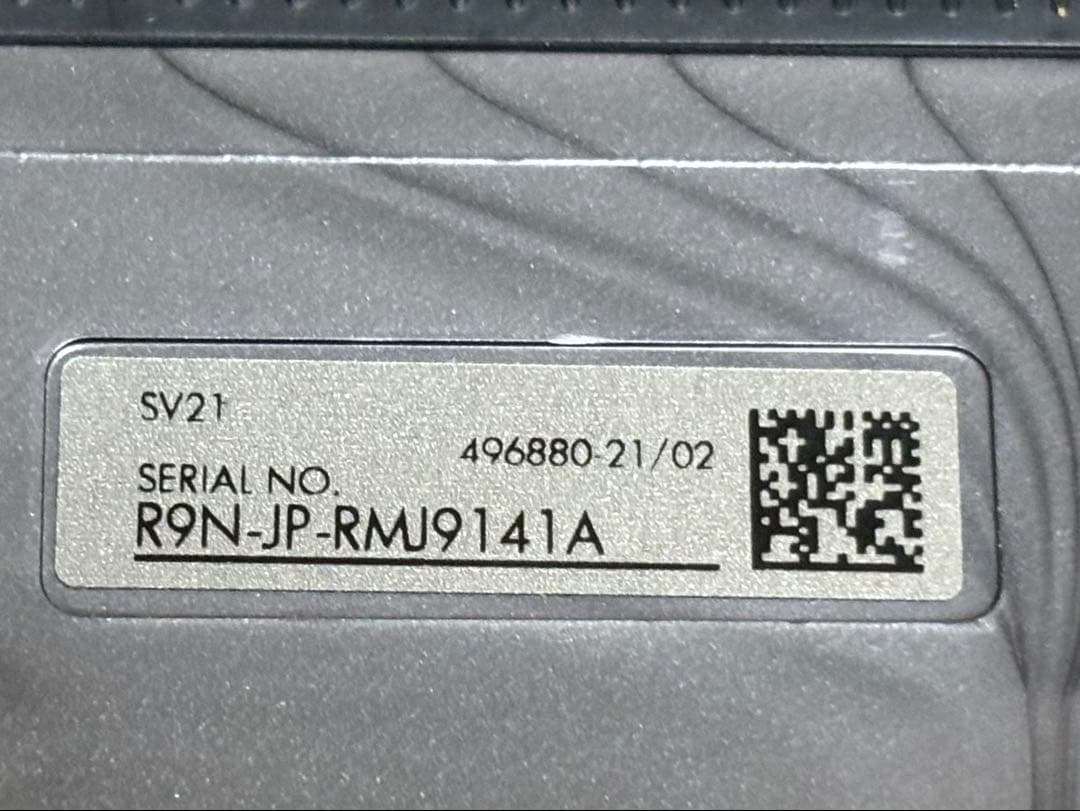 SV21
496880-21/02
SERIAL NO.
R9N-JP-RMJ9141A